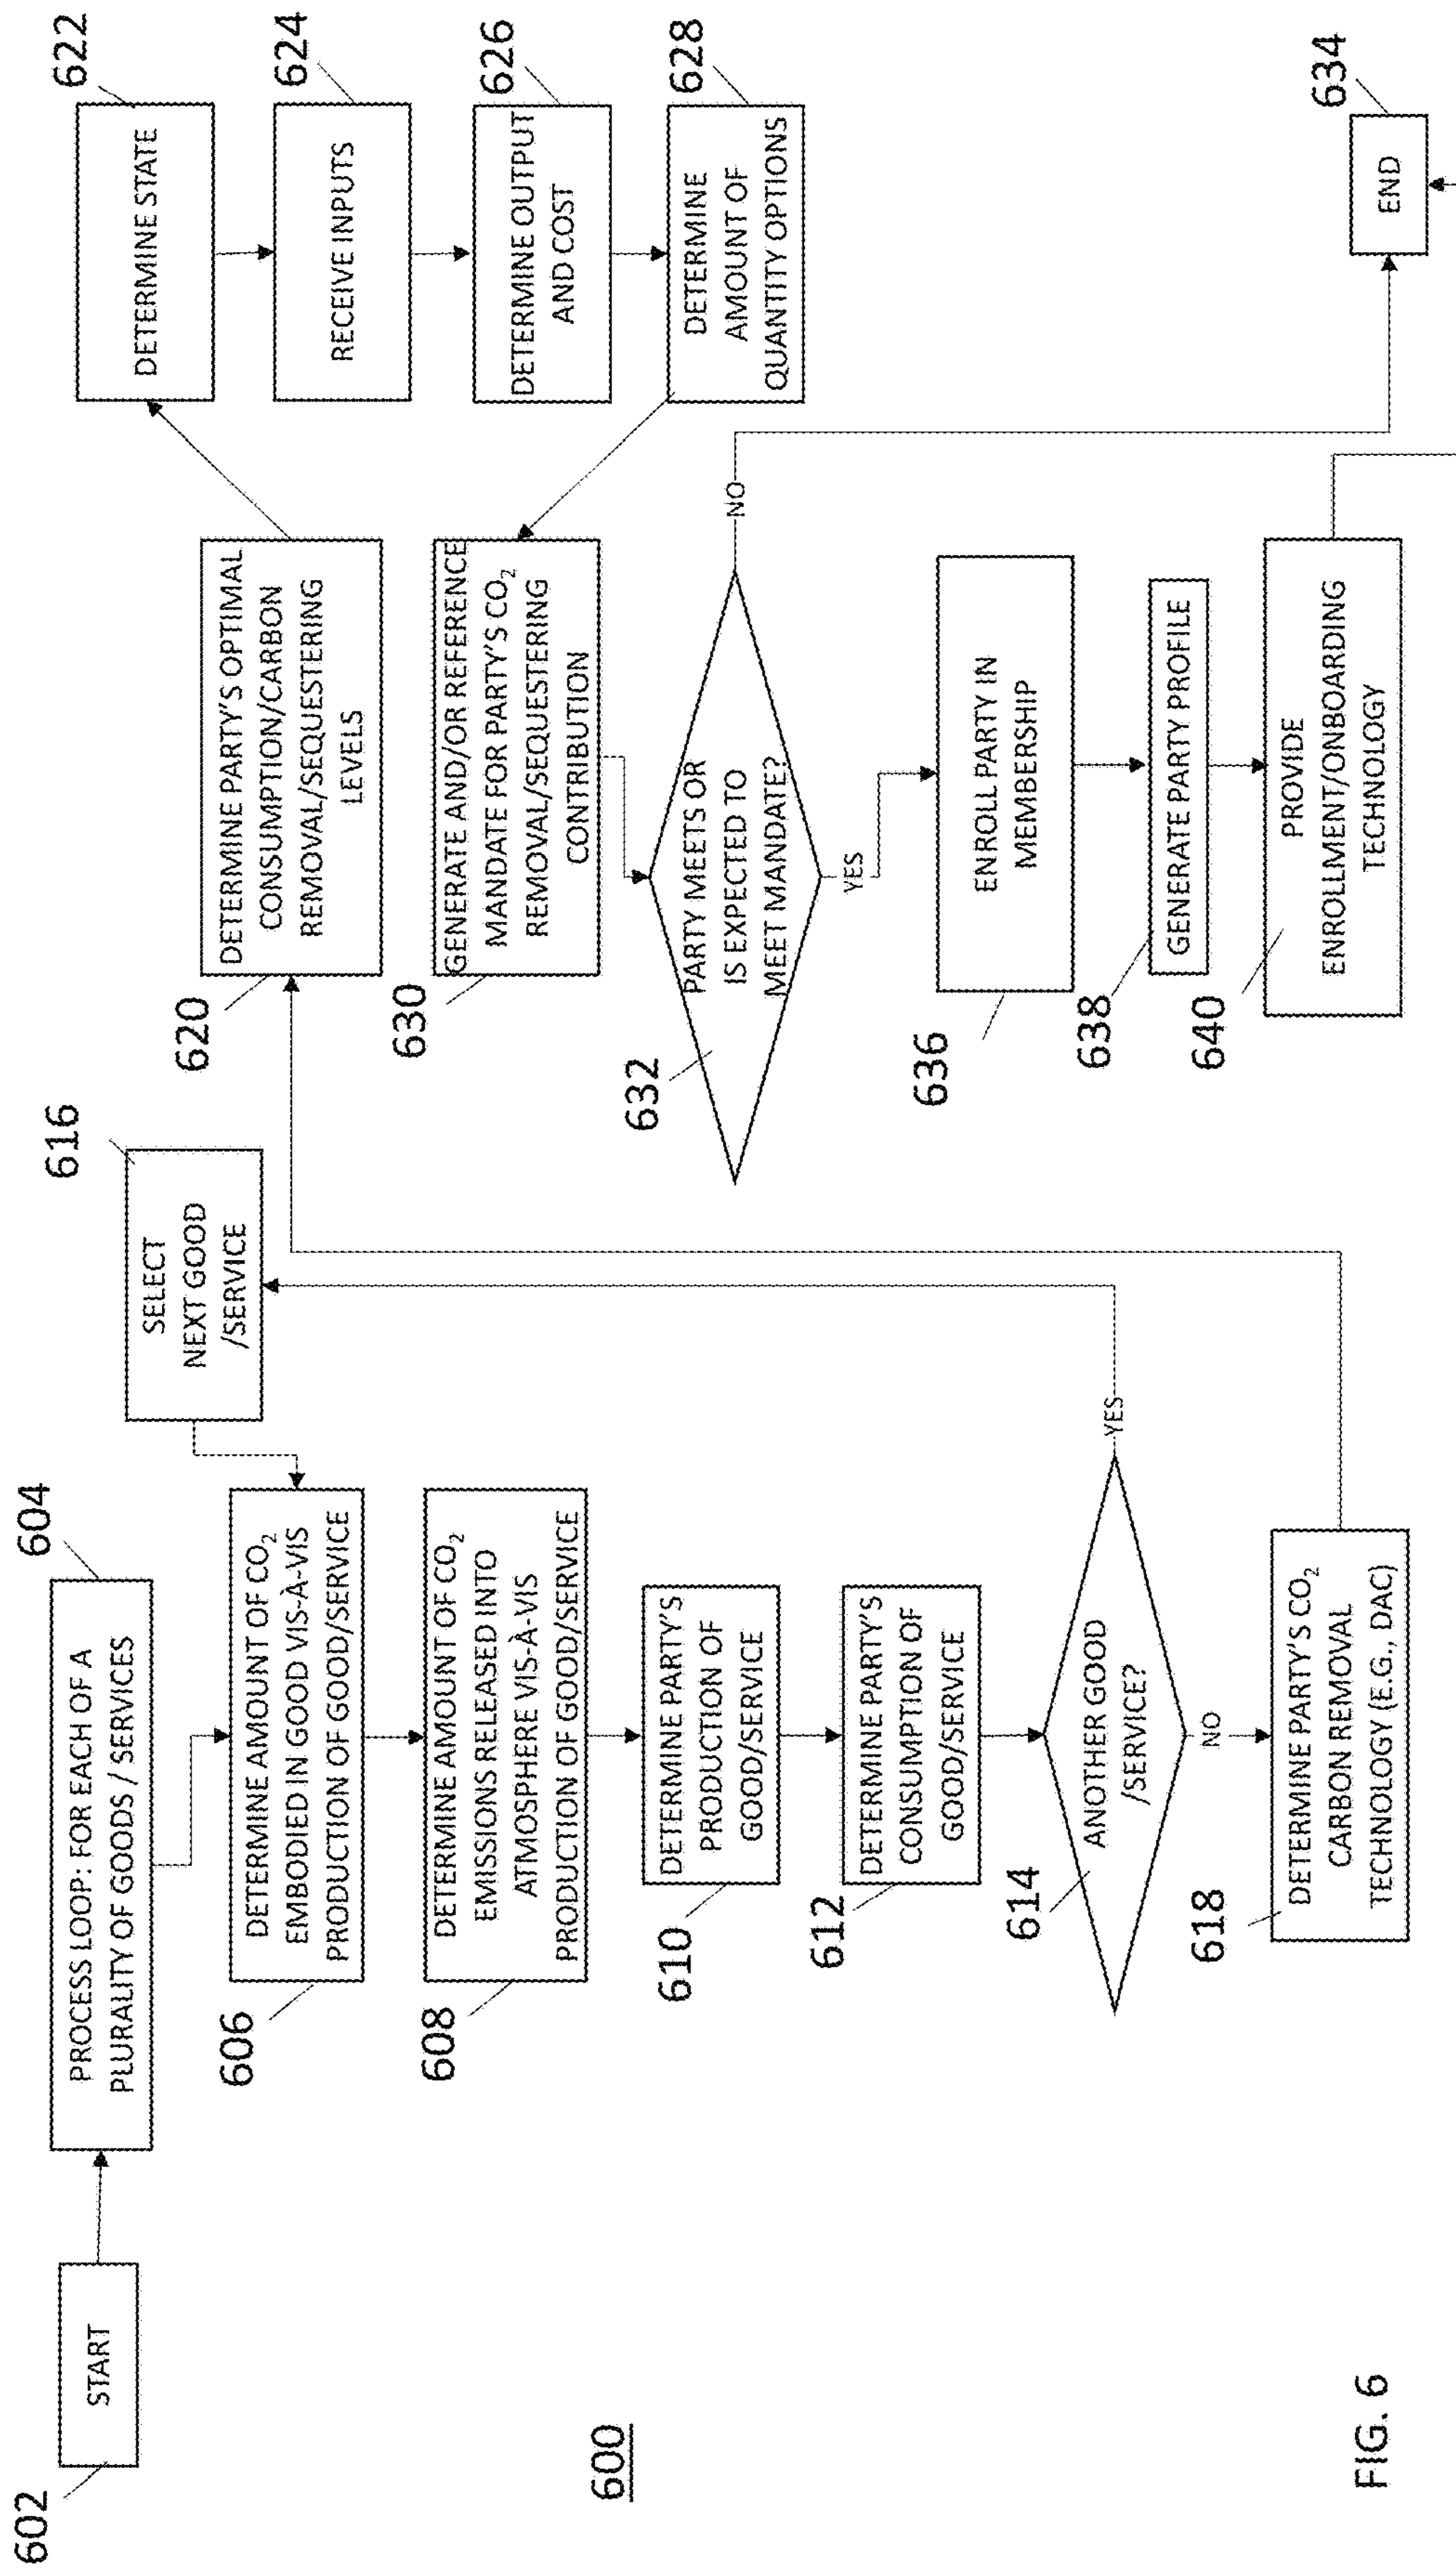 602
START
604
PROCESS LOOP: FOR EACH OF A
PLURALITY OF GOODS / SERVICES
606
DETERMINE AMOUNT OF CO₂
EMBODIED IN GOOD VIS-À-VIS
PRODUCTION OF GOOD/SERVICE
608
DETERMINE AMOUNT OF CO₂
EMISSIONS RELEASED INTO
ATMOSPHERE VIS-À-VIS
PRODUCTION OF GOOD/SERVICE
610
DETERMINE PARTY'S
PRODUCTION OF
GOOD/SERVICE
612
DETERMINE PARTY'S
CONSUMPTION OF
GOOD/SERVICE
614
ANOTHER GOOD
/SERVICE?
YES
NO
616
SELECT
NEXT GOOD
/SERVICE
618
DETERMINE PARTY'S CO₂
CARBON REMOVAL
TECHNOLOGY (E.G., DAC)
620
DETERMINE PARTY'S OPTIMAL
CONSUMPTION/CARBON
REMOVAL/SEQUESTERING
LEVELS
622
DETERMINE STATE
624
RECEIVE INPUTS
626
DETERMINE OUTPUT
AND COST
628
DETERMINE
AMOUNT OF
QUANTITY OPTIONS
630
GENERATE AND/OR REFERENCE
MANDATE FOR PARTY'S CO₂
REMOVAL/SEQUESTERING
CONTRIBUTION
632
PARTY MEETS OR
IS EXPECTED TO
MEET MANDATE?
NO
YES
634
END
636
ENROLL PARTY IN
MEMBERSHIP
638
GENERATE PARTY PROFILE
640
PROVIDE
ENROLLMENT/ONBOARDING
TECHNOLOGY
600
FIG. 6